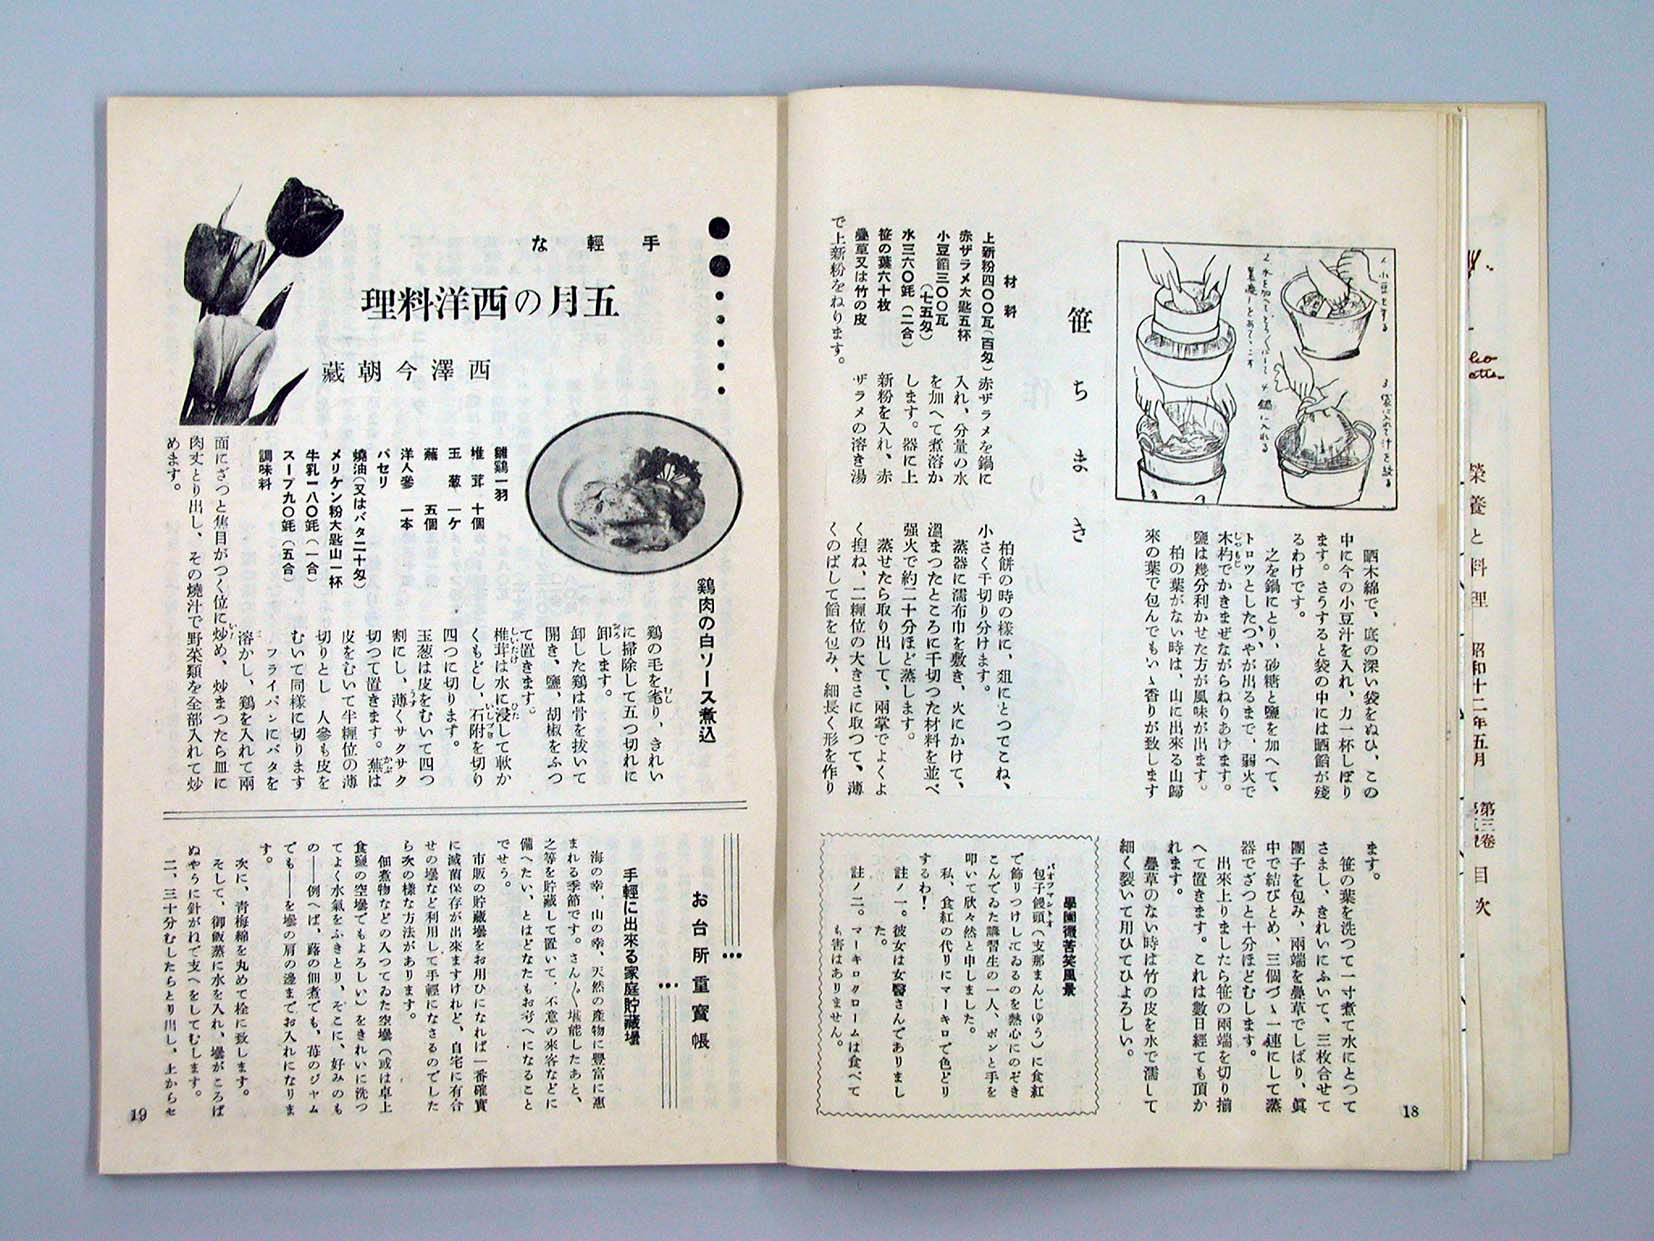 1 小豆をする
2 水を加へてとろ
3 袋に入れて汁を絞る
4 鍋に入れる
晒木綿で、底の深い袋をぬひ、この
中に今の小豆汁を入れ、力一杯しぼり
ます。さうすると袋の中には晒餡が残
るわけです。
之を鍋にとり、砂糖と鹽を加へて、
トロツとしたつやが出るまで、弱火で
木杓でかきまぜながらねりあげます。
鹽は幾分利かせた方が風味が出ます。
柏の葉がない時は、山に出來る山歸
來の葉で包んでもいゝ香りが致します
笹ちまき
材料
上新粉四〇〇瓦(百匁)
赤ザラメ大匙五杯
小豆餡三〇〇瓦
(七五匁)
水三六〇竓(二合)
笹の葉六十枚
疊草又は竹の皮
赤ザラメを鍋に
入れ、分量の水
を加へて煮溶か
します。器に上
新粉を入れ、赤
ザラメの溶き湯
で上新粉をねります。
柏餅の時の樣に、俎にとつてこね、
小さく千切り分けます。
蒸器に濡布巾を敷き、火にかけて、
溫まつたところに千切つた材料を並べ
强火で約二十分ほど蒸します。
蒸せたら取り出して、兩掌でよくよ
く揑ね、二糎位の大きさに取つて、薄
くのばして餡を包み、細長く形を作り
ます。
笹の葉を洗つて一寸煮て水にとつて
さまし、きれいにふいて、三枚合せて
團子を包み、兩端を疊草でしばり、眞
中で結びとめ、三個づゝ一連にして蒸
器でざつと十分ほどむします。
出來上りましたら笹の兩端を切り揃
へて置きます。これは數日經ても頂か
れます。
疊草のない時は竹の皮を水で濡して
細く裂いて用ひてひよろしい。
學園微苦笑風景
包子饅頭(支那まんじゆう)に食紅
で飾りつけしてゐるのを熱心にのぞき
こんでゐた講習生の一人、ポンと手を
叩いて欣々然と申しました。
私、食紅の代りにマーキロで色どり
するわ!
註ノ一。彼女は女醫さんでありまし
た。
註ノ二。マーキロクロームは食べて
も害はありません。
18
榮養と料理 昭和十二年五月 第三卷 目次
手輕な
五月の西洋料理
西澤今朝藏
鷄肉の白ソース煮込
雛鷄一羽
椎茸 十個
玉葱 一ケ
蕪 五個
洋人參 一本
パセリ
燒油(又はバタ二十匁)
メリケン粉大匙山一杯
牛乳一八〇竓(一合)
スープ九〇竓(五合)
調味料
鷄の毛を毟り、きれい
に掃除して五つ切れに
卸します。
卸した鷄は骨を拔いて
開き、鹽、胡椒をふつ
て置きます。
椎茸は水に浸して軟か
くもどし、石附を切り
四つに切ります。
玉葱は皮をむいて四つ
割にし、薄くサクサク
切つて置きます。蕪は
皮をむいて半糎位の薄
切りとし 人參も皮を
むいて同樣に切ります
フライパンにバタを
溶かし、鷄を入れて兩
面にざつと焦目がつく位に炒め、炒まつたら皿に
肉丈とり出し、その燒汁で野菜類を全部入れて炒
めます。
お台所重寶帳
手輕に出來る家庭貯藏壜
海の幸、山の幸、天然の產物に豐富に惠
まれる季節です。さん〴〵堪能したあと、
之等を貯藏して置いて、不意の來客などに
備へたい、とはどなたもお考へになること
でせう。
市販の貯藏壜をお用ひになれば一番確實
に滅菌保存が出來ますけれど、自宅に有合
せの壜など利用して手輕になさるのでした
ら次の樣な方法があります。
佃煮物などの入つてゐた空壜(或は卓上
食鹽の空壜でもよろしい)をきれいに洗つ
てよく水氣をふきとり、そこに、好みのも
の――例へば、蕗の佃煮でも、苺のジャム
でも――を壜の肩の邊までお入れになりま
す。
次に、青梅綿を丸めて栓に致します。
そして、御飯蒸に水を入れ、壜がころば
ぬやうに針がねで支へをしてむします。
二、三十分むしたらとり出し、上からセ
19